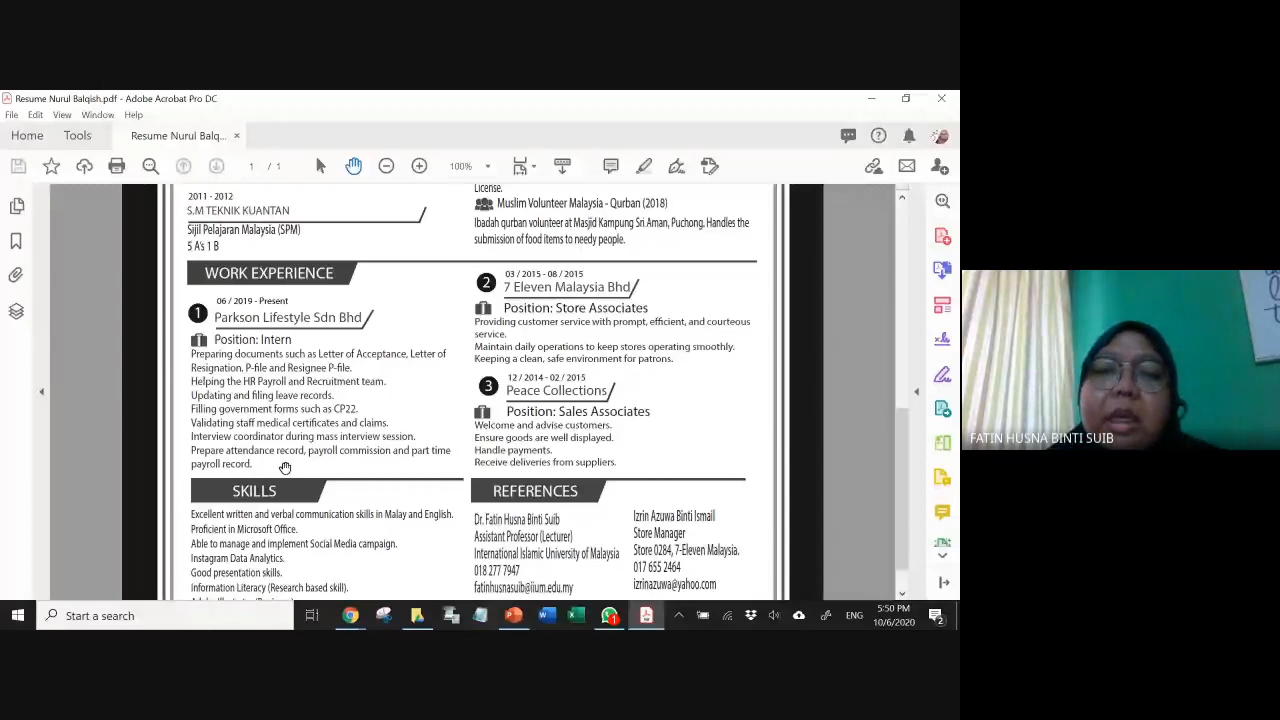 Resume Nurul Balqish.pdf - Adobe Acrobat Pro DC
File Edit View Window Help
Home Tools Resume Nurul Balq... ×
1 / 1 100%
2011 - 2012
S.M TEKNIK KUANTAN
Sijil Pelajaran Malaysia (SPM)
5 A's 1 B
License.
Muslim Volunteer Malaysia - Qurban (2018)
Ibadah qurban volunteer at Masjid Kampung Sri Aman, Puchong, Handles the
submission of food items to needy people.
WORK EXPERIENCE
1
06 / 2019 - Present
Parkson Lifestyle Sdn Bhd
Position: Intern
Preparing documents such as Letter of Acceptance, Letter of
Resignation, P-file and Resignee P-file.
Helping the HR Payroll and Recruitment team.
Updating and filing leave records.
Filling government forms such as CP22.
Validating staff medical certificates and claims.
Interview coordinator during mass interview session.
Prepare attendance record, payroll commission and part time
payroll record.
2
03 / 2015 - 08 / 2015
7 Eleven Malaysia Bhd
Position: Store Associates
Providing customer service with prompt, efficient, and courteous
service.
Maintain daily operations to keep stores operating smoothly.
Keeping a clean, safe environment for patrons.
3
12 / 2014 - 02 / 2015
Peace Collections
Position: Sales Associates
Welcome and advise customers.
Ensure goods are well displayed.
Handle payments.
Receive deliveries from suppliers.
SKILLS
Excellent written and verbal communication skills in Malay and English.
Proficient in Microsoft Office.
Able to manage and implement Social Media campaign.
Instagram Data Analytics.
Good presentation skills.
Information Literacy (Research based skill).
REFERENCES
Dr. Fatin Husna Binti Suib
Assistant Professor (Lecturer)
International Islamic University of Malaysia
018 277 7947
fatinhusnasuib@iium.edu.my
Izrin Azuwa Binti Ismail
Store Manager
Store 0284, 7-Eleven Malaysia.
017 655 2464
izrinazuwa@yahoo.com
FATIN HUSNA BINTI SUIB
Start a search
1
ENG
5:50 PM
10/6/2020
2